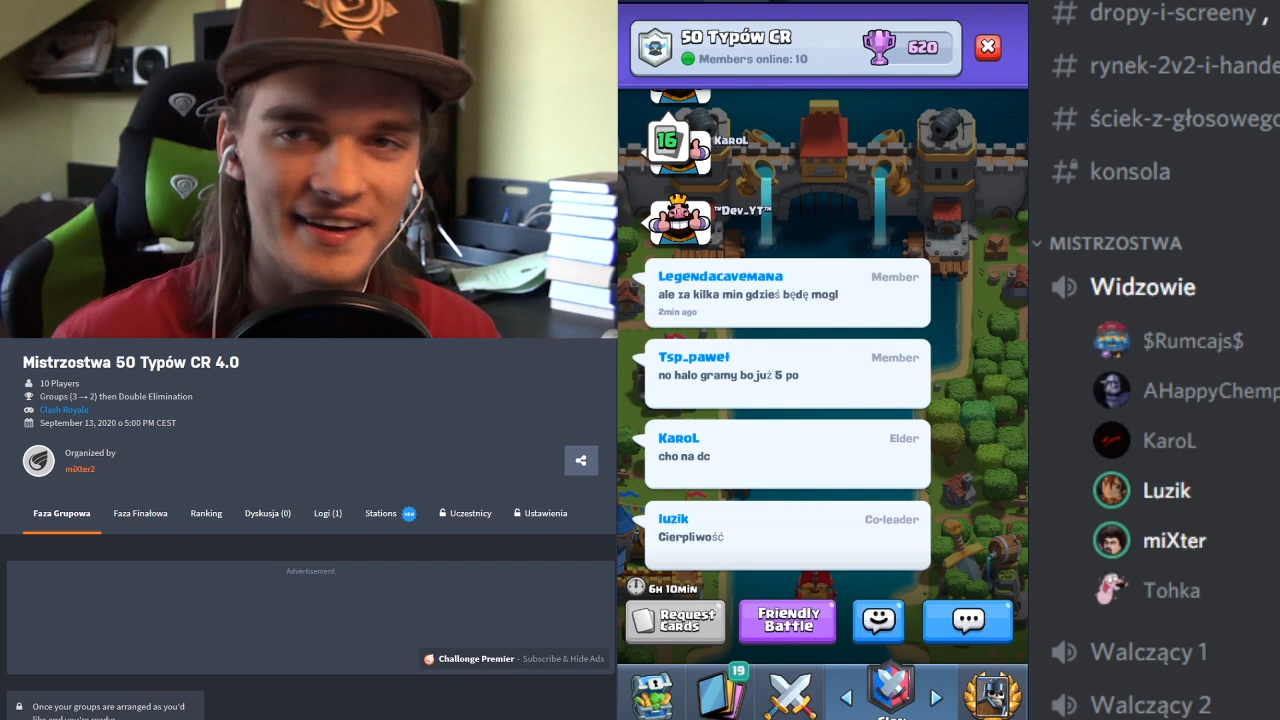 Mistrzostwa 50 Typów CR 4.0
10 Players
Groups (3 → 2) then Double Elimination
Clash Royale
September 13, 2020 o 5:00 PM CEST
Organized by
miXter2
Faza Grupowa
Faza Finałowa
Ranking
Dyskusja (0)
Logi (1)
Stations NEW
Uczestnicy
Ustawienia
Advertisement
Challonge Premier - Subscribe & Hide Ads
Once your groups are arranged as you'd
50 Typów CR
Members online: 10
620
16
KaroL
™Dev_YT™
Legendacavemana
Member
ale za kilka min gdzieś będę mogl
2min ago
Tsp_paweł
Member
no halo gramy bo już 5 po
KaroL
Elder
cho na dc
luzik
Co-leader
Cierpliwość
6h 10min
Request
Cards
Friendly
Battle
19
# dropy-i-screeny ,
# rynek-2v2-i-hande
# ściek-z-głosowego
# konsola
MISTRZOSTWA
Widzowie
$Rumcajs$
AHappyChemp
KaroL
Luzik
miXter
Tohka
Walczący 1
Walczący 2